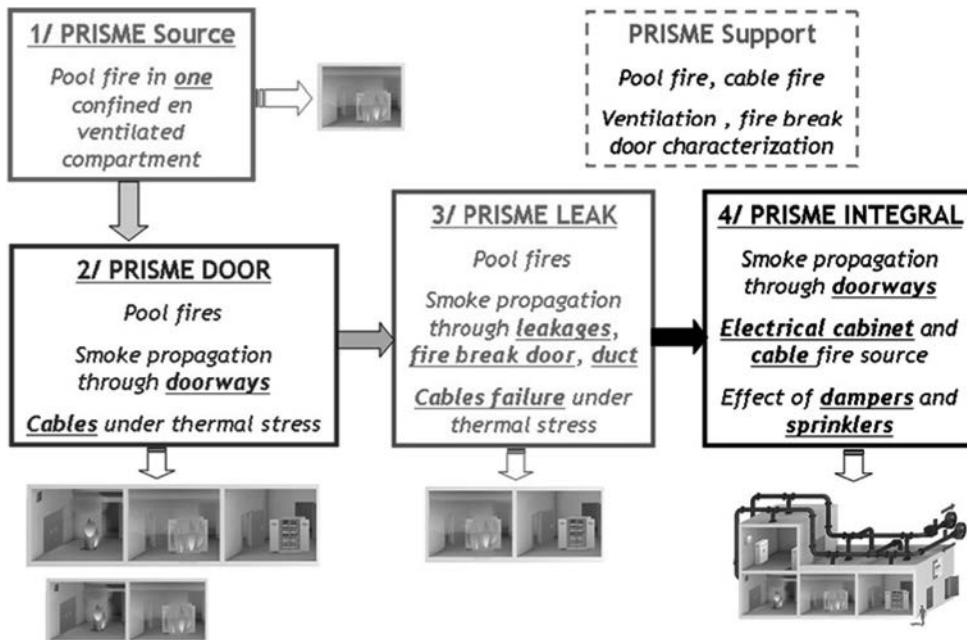 1/ PRISME Source
Pool fire in one
confined en
ventilated
compartment
PRISME Support
Pool fire, cable fire
Ventilation , fire break
door characterization
2/ PRISME DOOR
Pool fires
Smoke propagation
through doorways
Cables under thermal stress
3/ PRISME LEAK
Pool fires
Smoke propagation
through leakages,
fire break door, duct
Cables failure under
thermal stress
4/ PRISME INTEGRAL
Smoke propagation
through doorways
Electrical cabinet and
cable fire source
Effect of dampers and
sprinklers